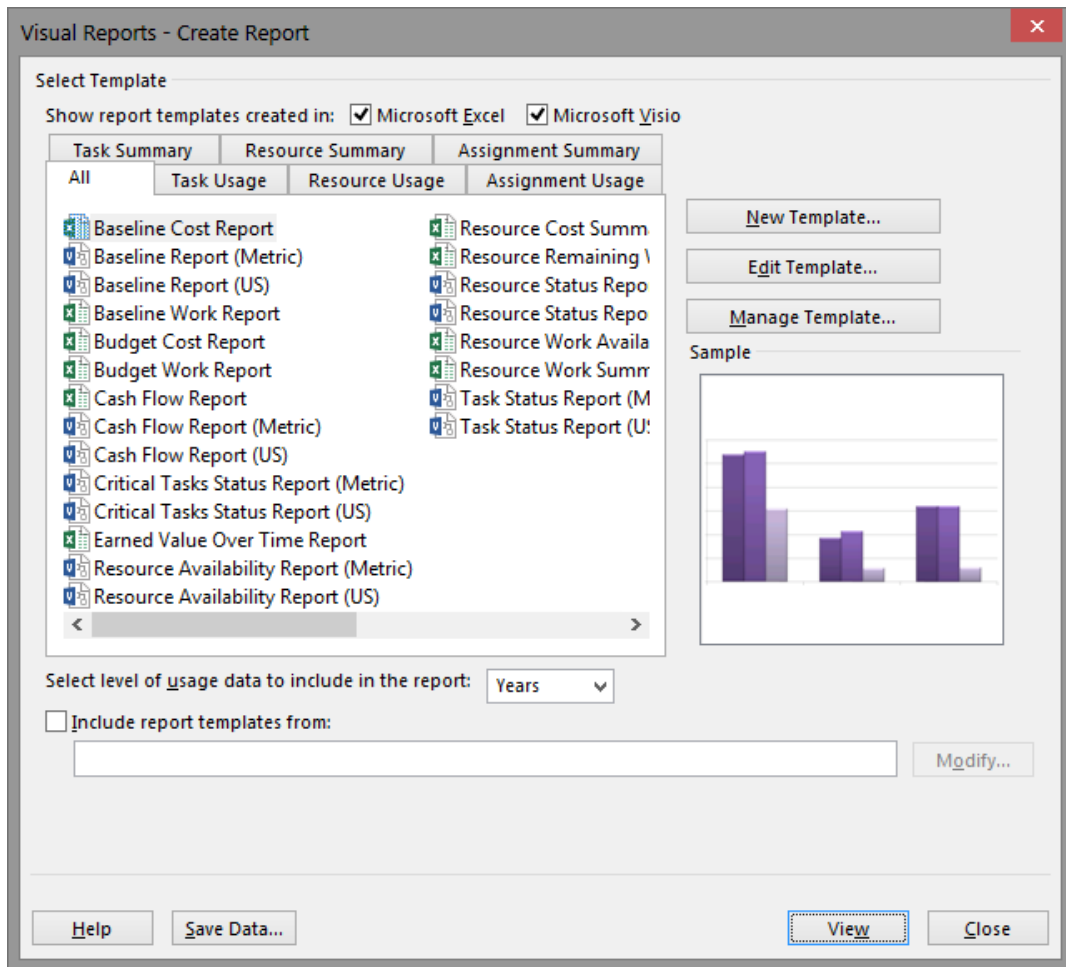 Visual Reports - Create Report
Select Template
Show report templates created in: Microsoft Excel Microsoft Visio
Task Summary Resource Summary Assignment Summary
All Task Usage Resource Usage Assignment Usage
Baseline Cost Report
Baseline Report (Metric)
Baseline Report (US)
Baseline Work Report
Budget Cost Report
Budget Work Report
Cash Flow Report
Cash Flow Report (Metric)
Cash Flow Report (US)
Critical Tasks Status Report (Metric)
Critical Tasks Status Report (US)
Earned Value Over Time Report
Resource Availability Report (Metric)
Resource Availability Report (US)
Resource Cost Summ
Resource Remaining
Resource Status Repo
Resource Status Repo
Resource Work Availa
Resource Work Summ
Task Status Report (M
Task Status Report (U
New Template...
Edit Template...
Manage Template...
Sample
Select level of usage data to include in the report: Years
Include report templates from:
Modify...
Help Save Data... View Close